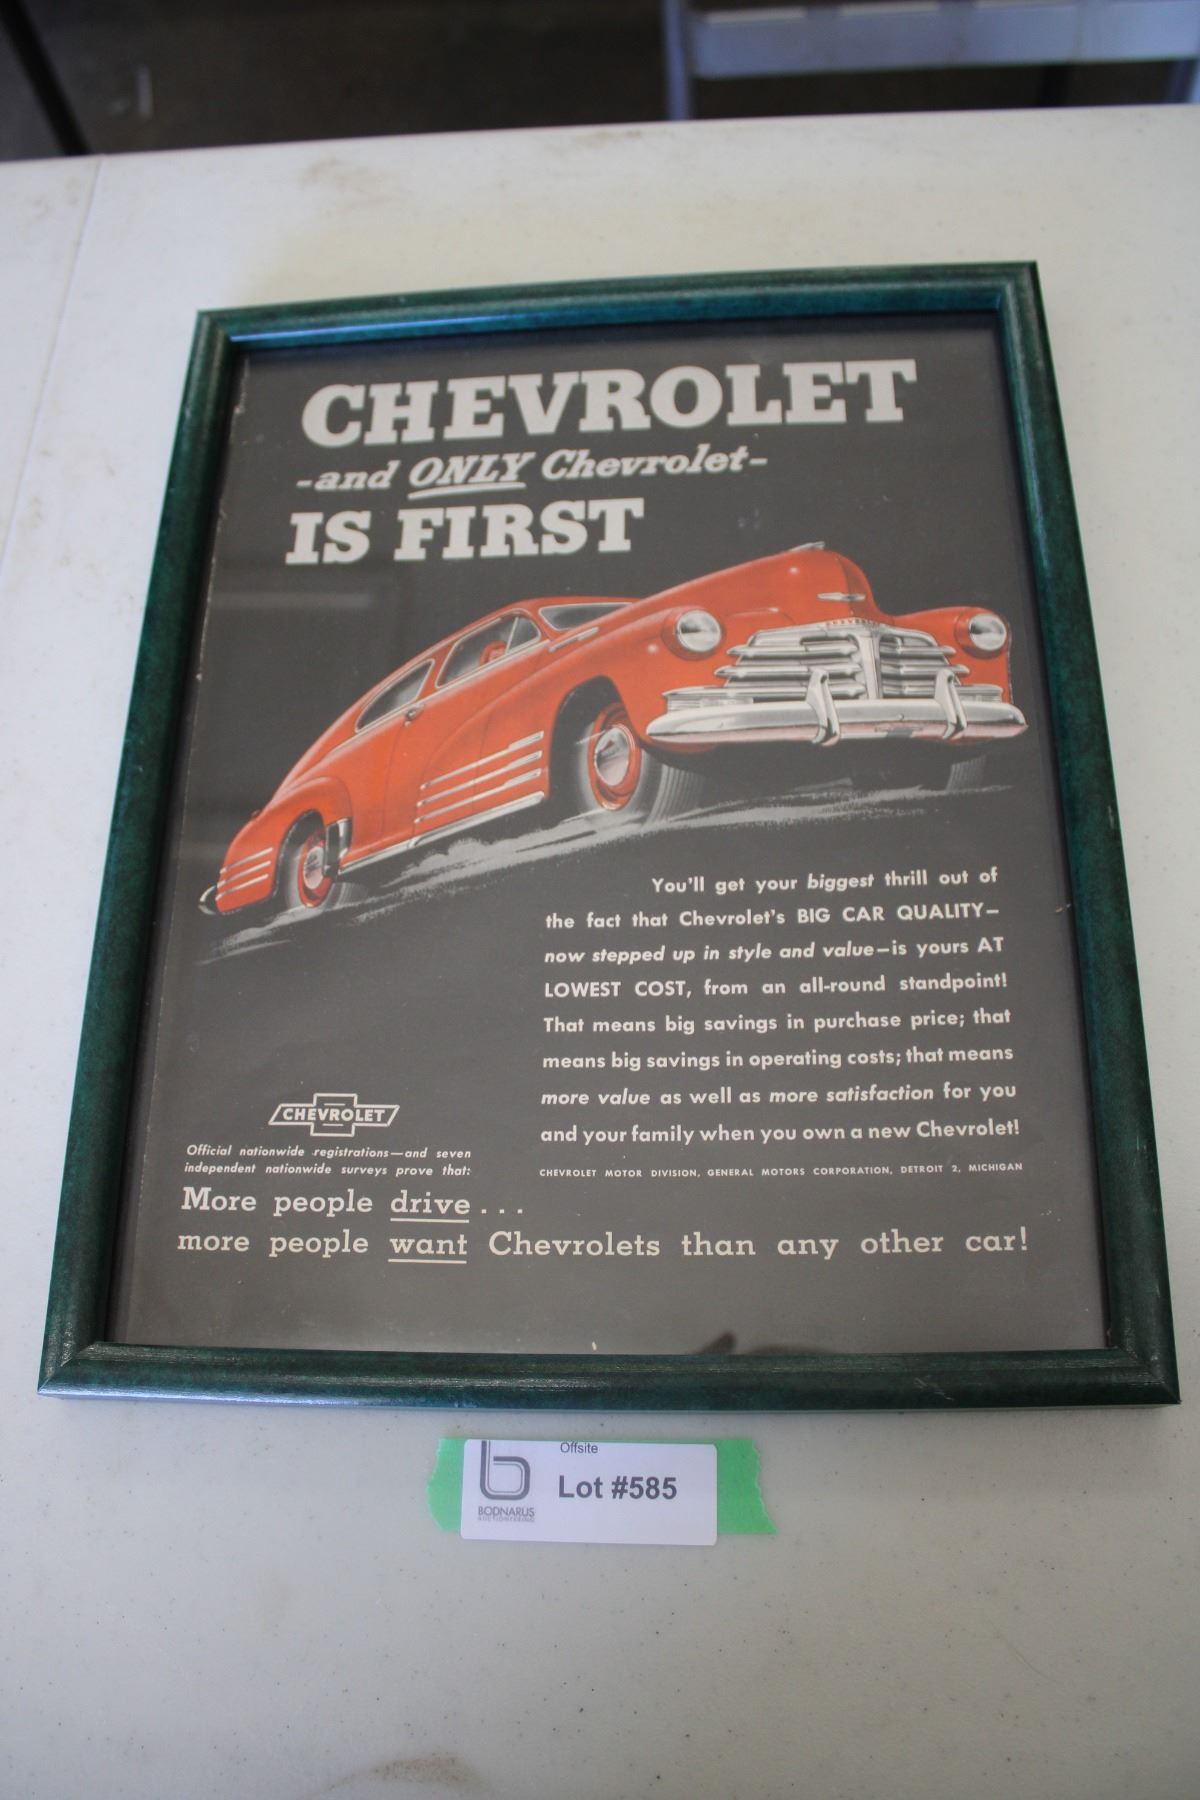 CHEVROLET
-and ONLY Chevrolet-
IS FIRST
CHEVROLET
You'll get your biggest thrill out of
the fact that Chevrolet's BIG CAR QUALITY—
now stepped up in style and value—is yours AT
LOWEST COST, from an all-round standpoint!
That means big savings in purchase price; that
means big savings in operating costs; that means
more value as well as more satisfaction for you
and your family when you own a new Chevrolet!
CHEVROLET MOTOR DIVISION, GENERAL MOTORS CORPORATION, DETROIT 2, MICHIGAN
CHEVROLET
Official nationwide registrations—and seven
independent nationwide surveys prove that:
More people drive...
more people want Chevrolets than any other car!
Offsite
Lot #585
b
BODNARUS
AUCTIONEERING